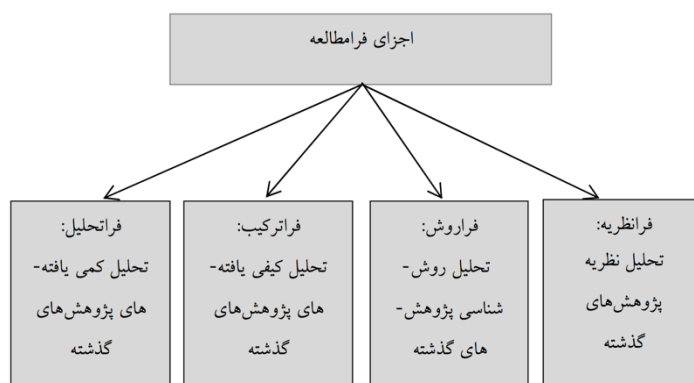 اجزای فرامطالعه
فرانظریه:
تحلیل نظریه
پژوهش‌های
گذشته
فراروش:
تحلیل روش-
شناسی پژوهش-
های گذشته
فراترکیب:
تحلیل کیفی یافته-
های پژوهش‌های
گذشته
فراتحلیل:
تحلیل کمی یافته-
های پژوهش‌های
گذشته